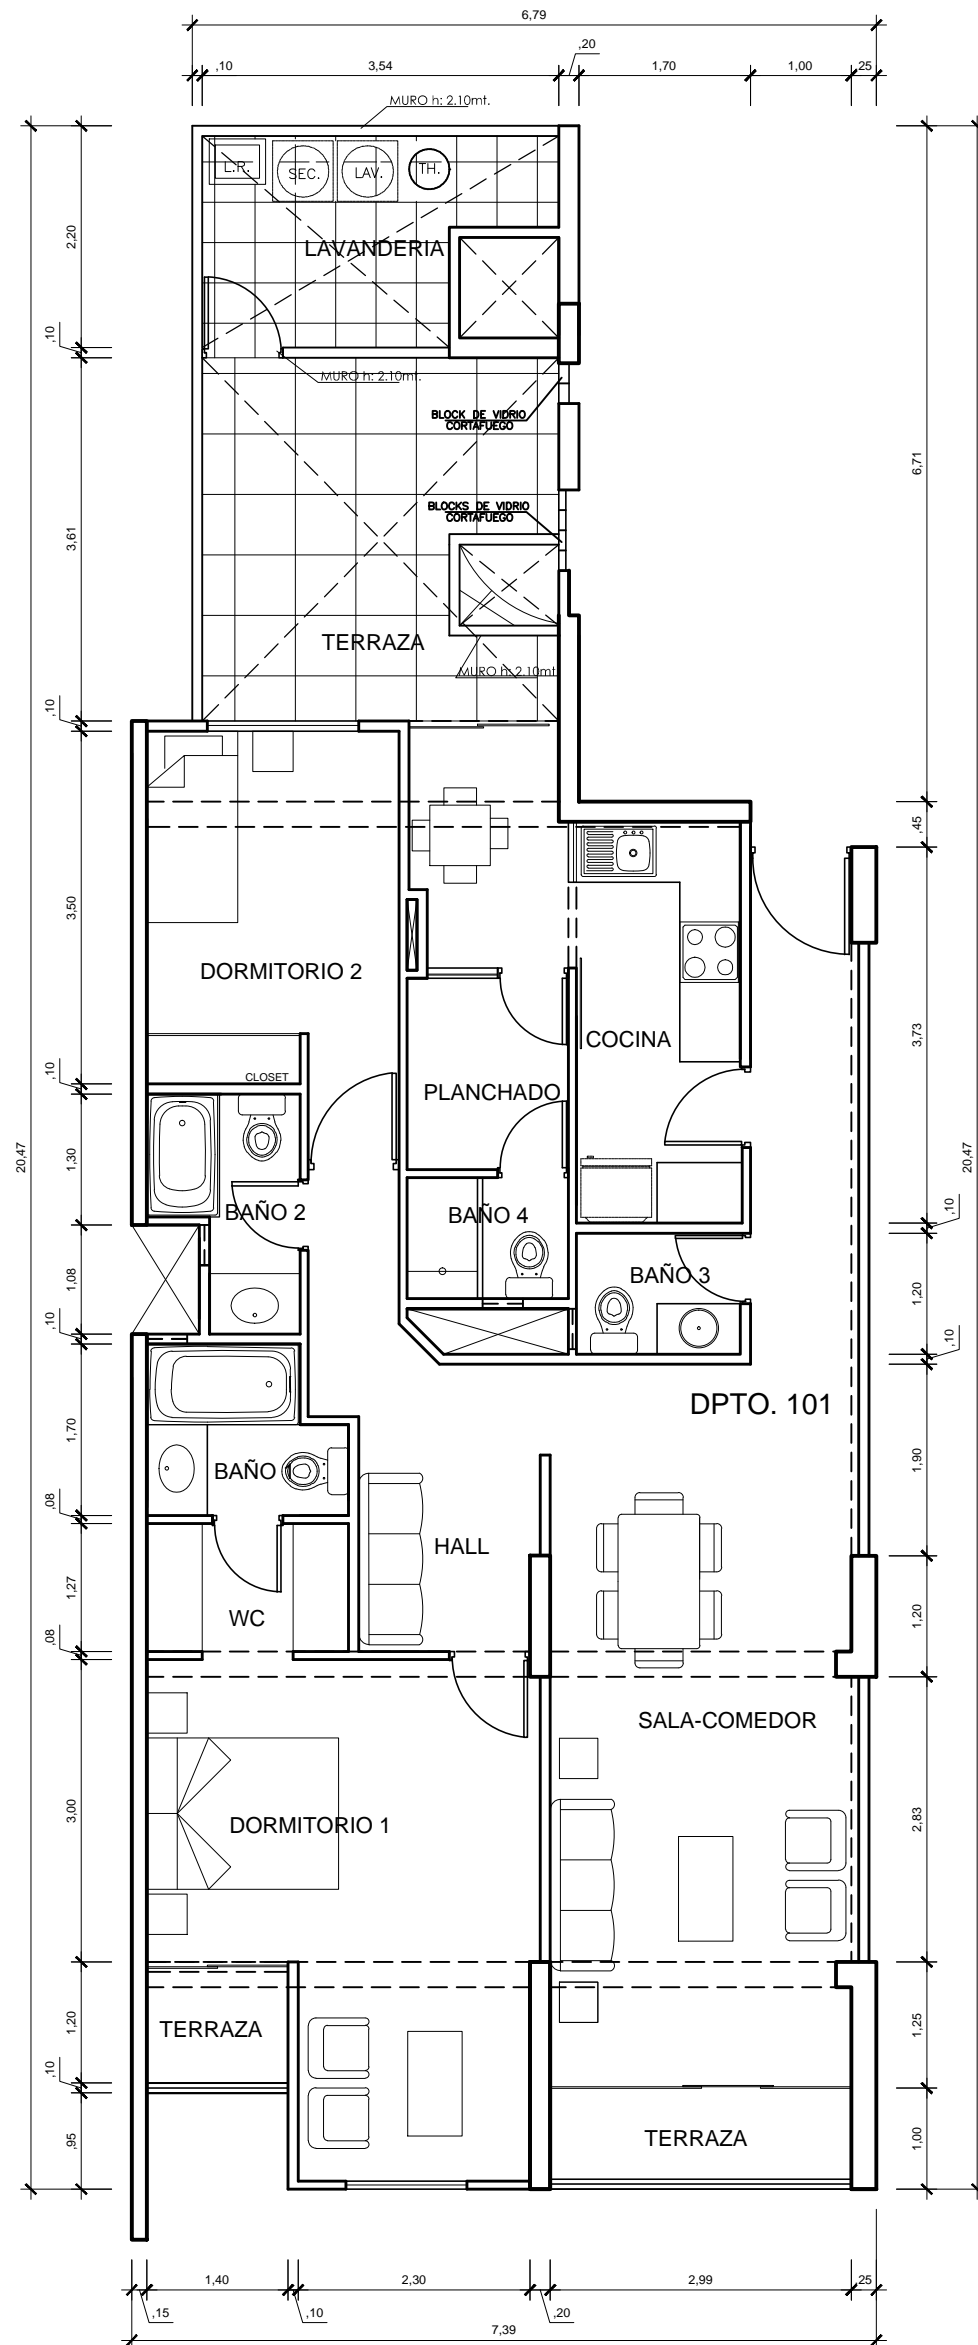 6,79
,20
,10
3,54
1,70
1,00
,25
MURO h: 2.10mt.
L.R.
SEC.
LAV.
TH.
2,20
LAVANDERIA
,10
MURO h: 2.10mt.
BLOCK DE VIDRIO
CORTAFUEGO
6,71
BLOCKS DE VIDRIO
CORTAFUEGO
3,61
TERRAZA
MURO h: 2.10mt.
,10
,45
3,50
DORMITORIO 2
COCINA
3,73
CLOSET
,10
PLANCHADO
20,47
1,30
20,47
BAÑO 2
BAÑO 4
,10
1,08
BAÑO 3
1,20
,10
,10
DPTO. 101
1,70
BAÑO 1
1,90
,08
HALL
1,27
WC
1,20
,08
SALA-COMEDOR
3,00
DORMITORIO 1
2,83
1,20
TERRAZA
1,25
,10
,95
TERRAZA
1,00
1,40
2,30
2,99
,25
,15
,10
,20
7,39